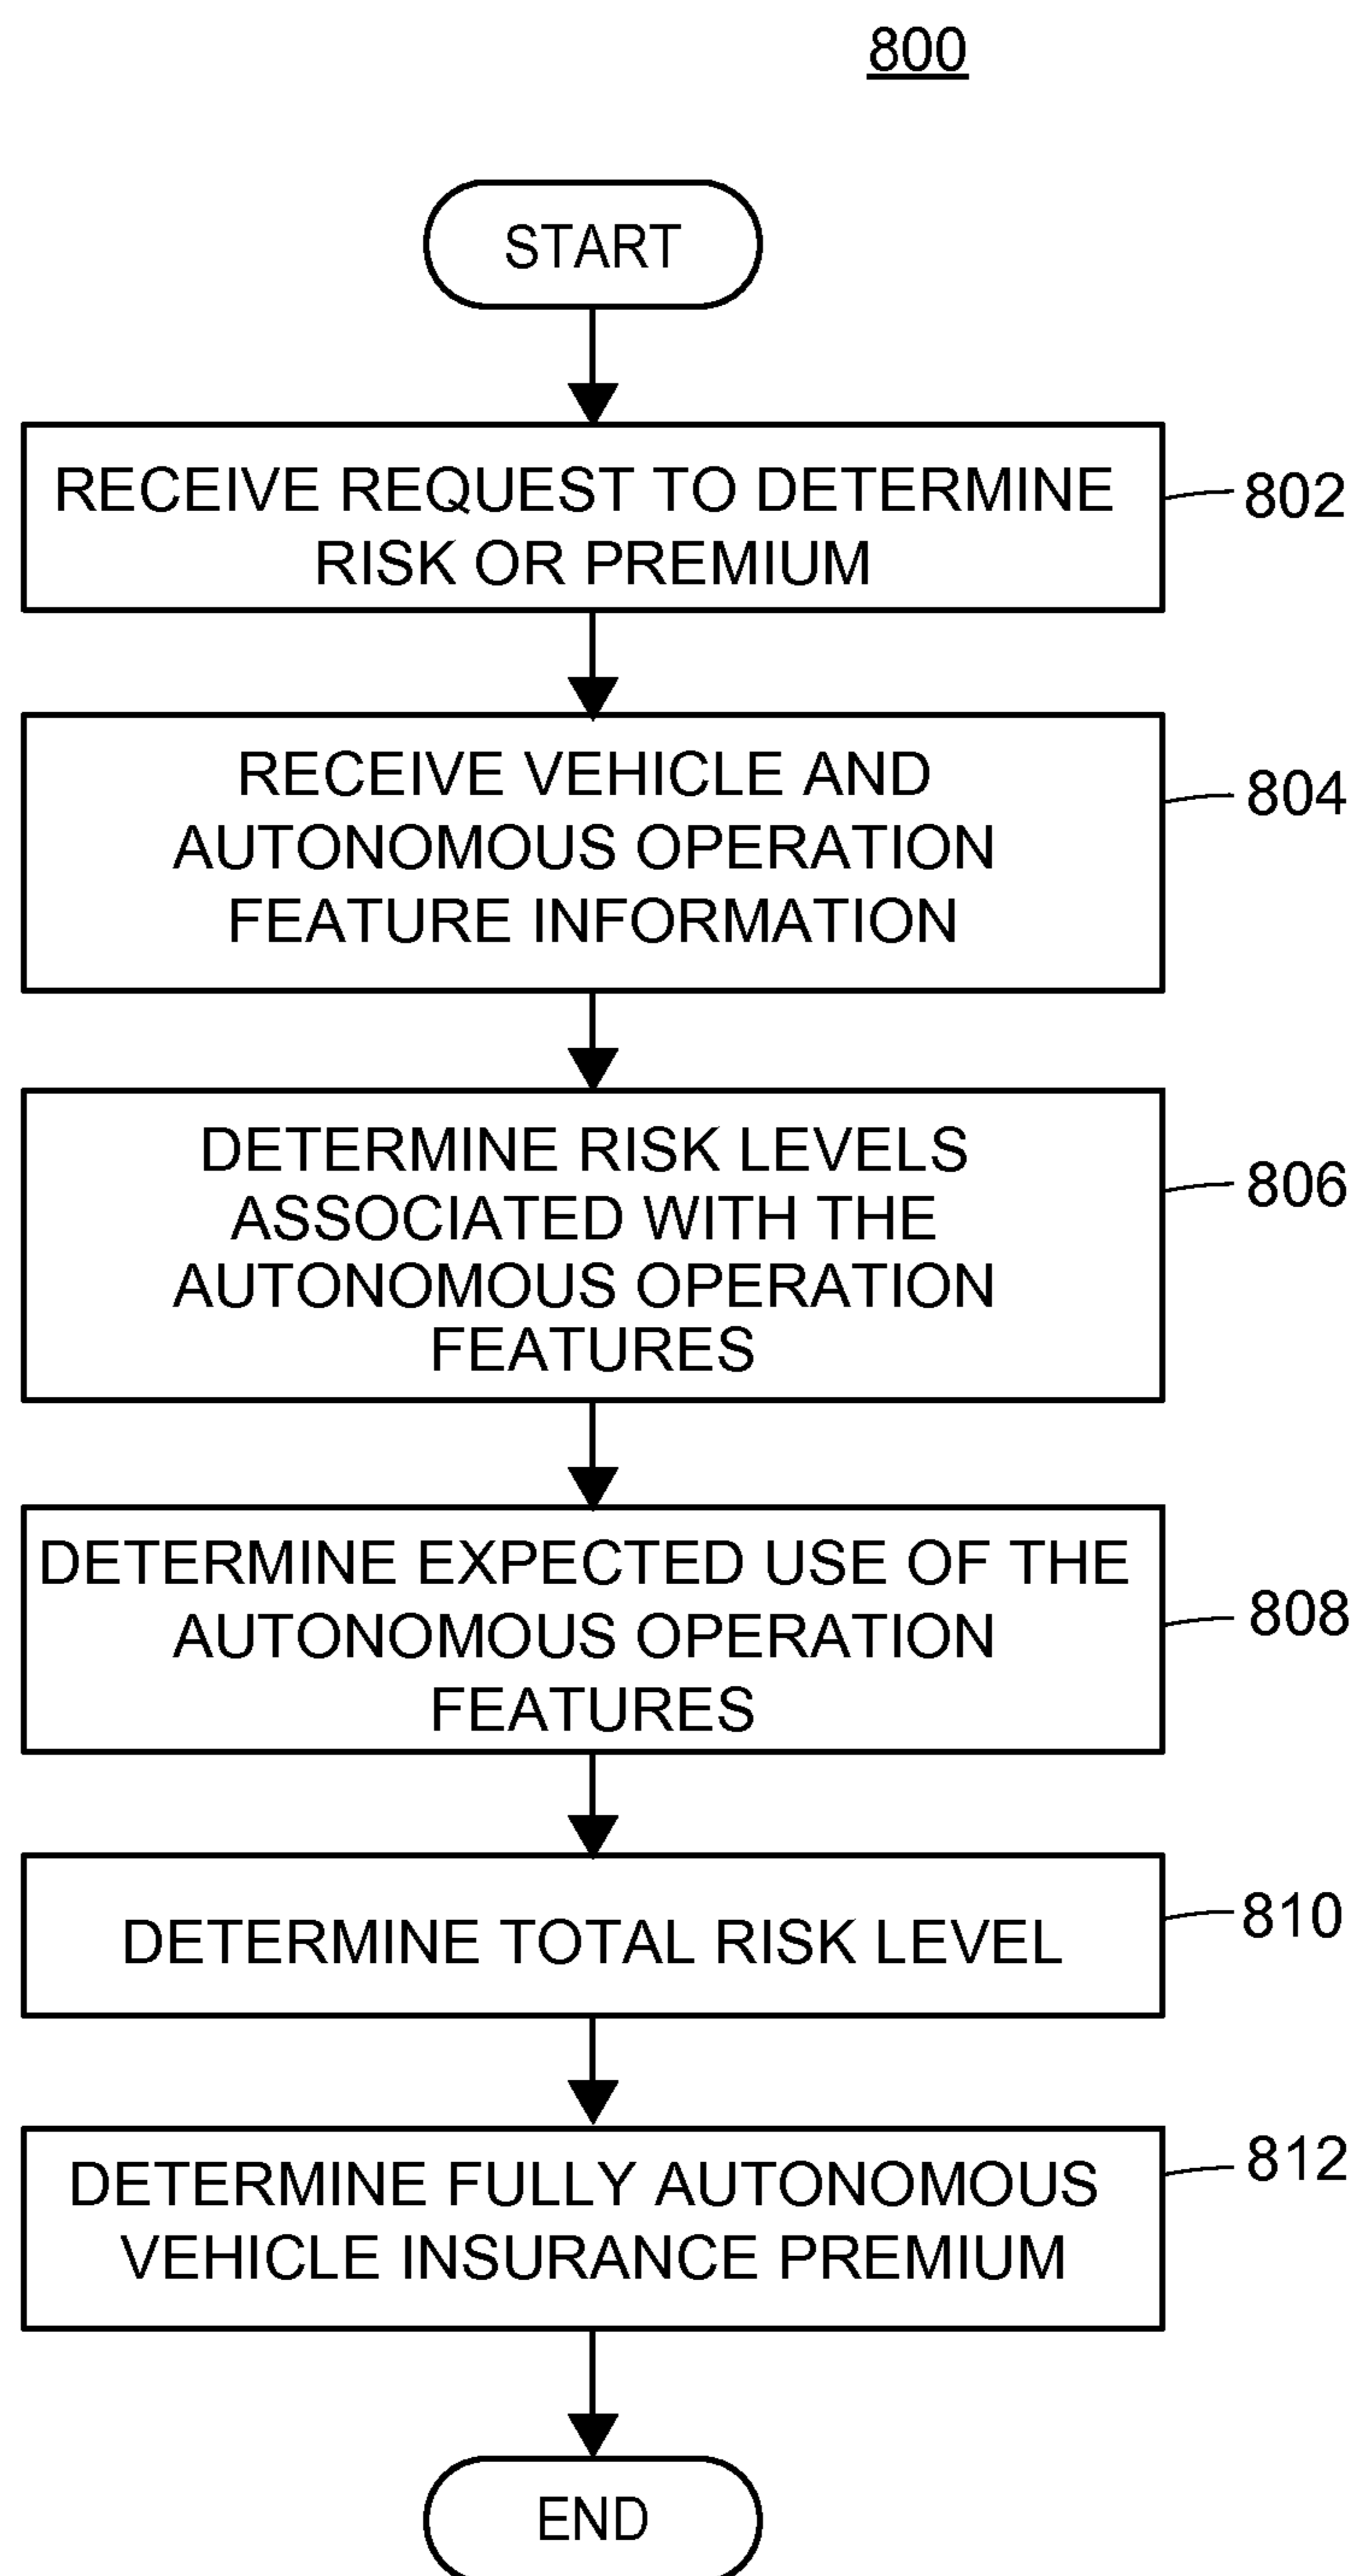 800
START
RECEIVE REQUEST TO DETERMINE
RISK OR PREMIUM
802
RECEIVE VEHICLE AND
AUTONOMOUS OPERATION
FEATURE INFORMATION
804
DETERMINE RISK LEVELS
ASSOCIATED WITH THE
AUTONOMOUS OPERATION
FEATURES
806
DETERMINE EXPECTED USE OF THE
AUTONOMOUS OPERATION
FEATURES
808
DETERMINE TOTAL RISK LEVEL
810
DETERMINE FULLY AUTONOMOUS
VEHICLE INSURANCE PREMIUM
812
END